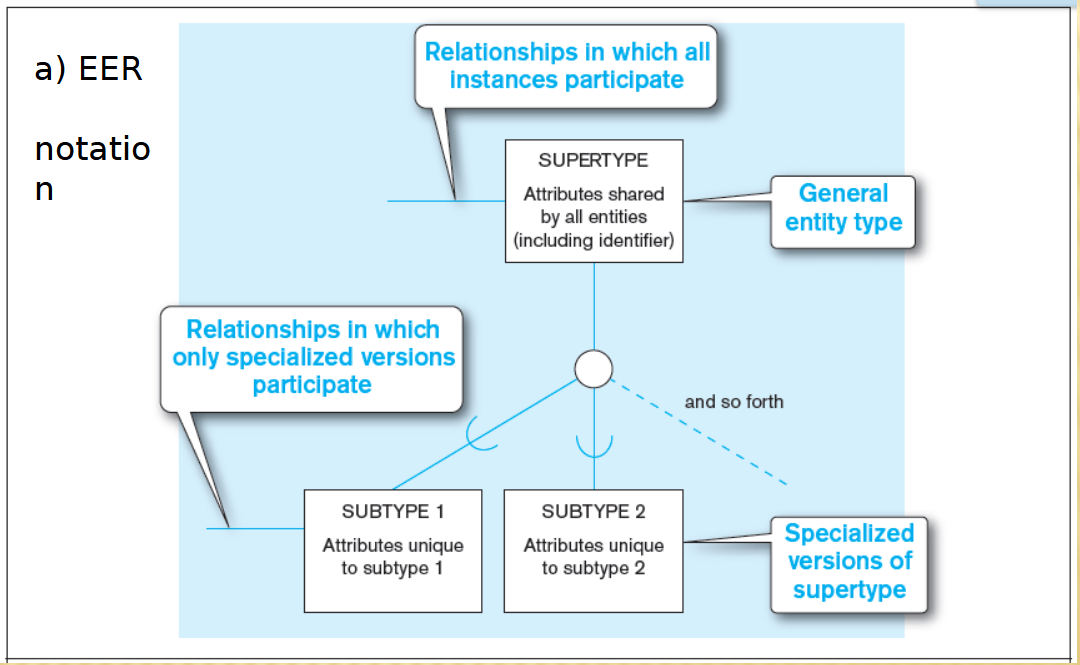 a) EER
notatio
n
Relationships in which all
instances participate
SUPERTYPE
Attributes shared
by all entities
(including identifier)
General
entity type
Relationships in which
only specialized versions
participate
and so forth
SUBTYPE 1
Attributes unique
to subtype 1
SUBTYPE 2
Attributes unique
to subtype 2
Specialized
versions of
supertype